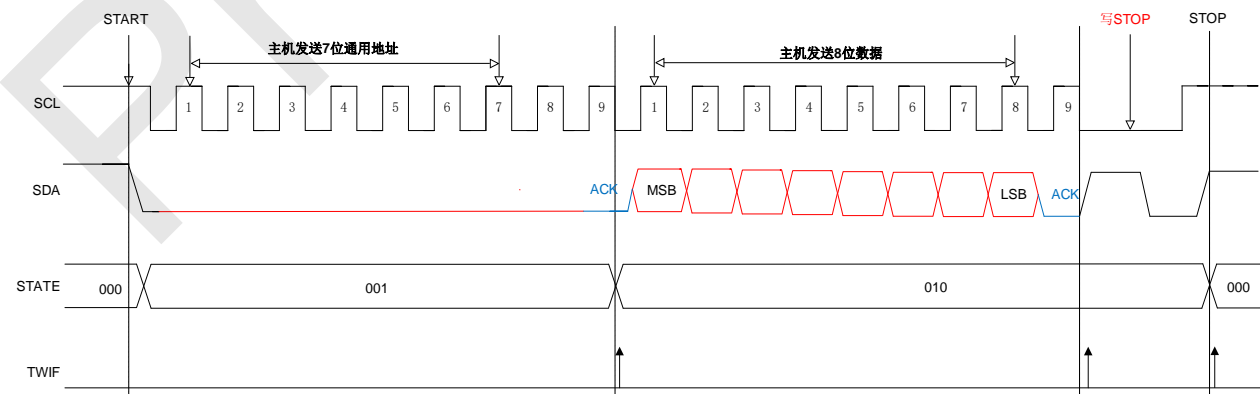 START
写STOP
STOP
主机发送7位通用地址
主机发送8位数据
SCL
1 2 3 4 5 6 7 8 9 1 2 3 4 5 6 7 8 9
SDA
ACK MSB LSB ACK
STATE
000 001 010 000
TWIF